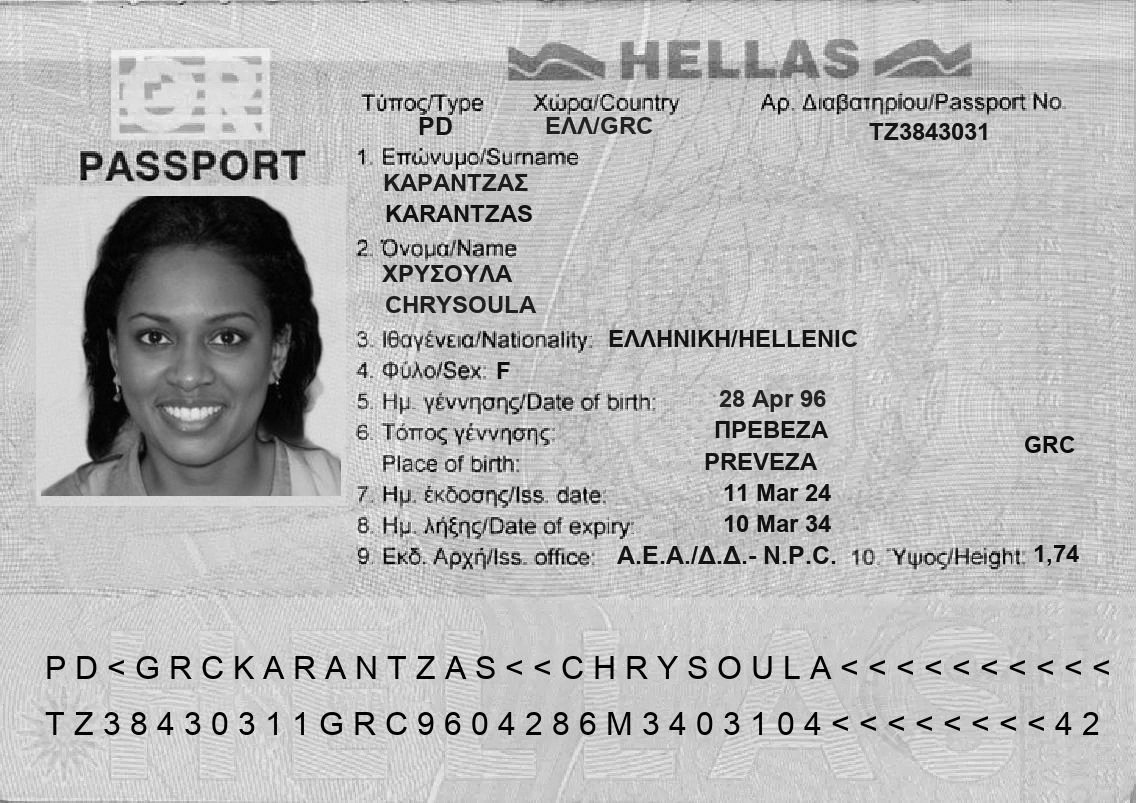 GR
HELLAS
PASSPORT
Τύπος/Type Χώρα/Country Αρ. Διαβατηρίου/Passport No.
PD ΕΛΛ/GRC TZ3843031
1. Επώνυμο/Surname
ΚΑΡΑΝΤΖΑΣ
KARANTZAS
2. Όνομα/Name
ΧΡΥΣΟΥΛΑ
CHRYSOULA
3. Ιθαγένεια/Nationality: ΕΛΛΗΝΙΚΗ/HELLENIC
4. Φύλο/Sex: F
5. Ημ. γέννησης/Date of birth: 28 Apr 96
6. Τόπος γέννησης: ΠΡΕΒΕΖΑ
GRC
Place of birth: PREVEZA
7. Ημ. έκδοσης/Iss. date: 11 Mar 24
8. Ημ. λήξης/Date of expiry: 10 Mar 34
9 Εκδ. Αρχή/Iss. office: Α.Ε.Α./Δ.Δ.- N.P.C. 10. Ύψος/Height: 1,74
HELLAS
PD<GRCKARANTZAS<<CHRYSOULA<<<<<<<<<<
TZ38430311GRC9604286M3403104<<<<<<<<42